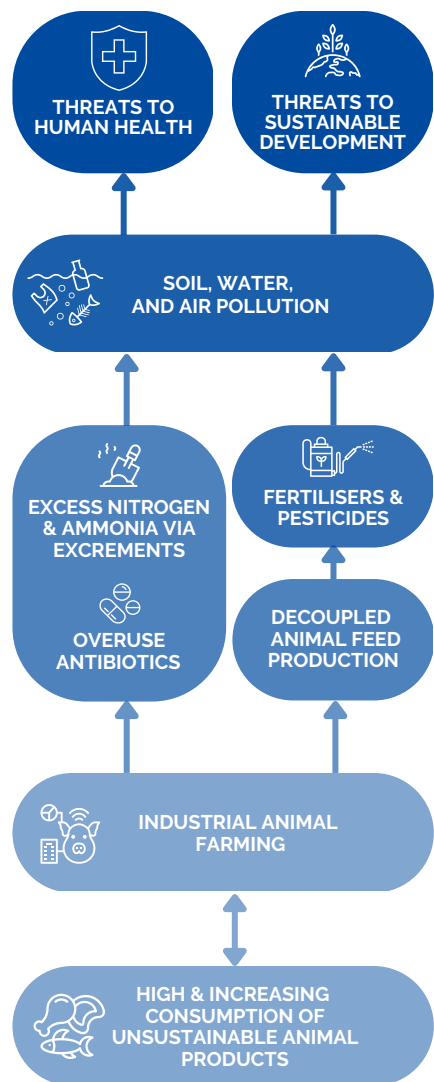 THREATS TO
HUMAN HEALTH
THREATS TO
SUSTAINABLE
DEVELOPMENT
SOIL, WATER,
AND AIR POLLUTION
EXCESS NITROGEN
& AMMONIA VIA
EXCREMENTS
OVERUSE
ANTIBIOTICS
FERTILISERS &
PESTICIDES
DECOUPLED
ANIMAL FEED
PRODUCTION
INDUSTRIAL ANIMAL
FARMING
HIGH & INCREASING
CONSUMPTION OF
UNSUSTAINABLE ANIMAL
PRODUCTS